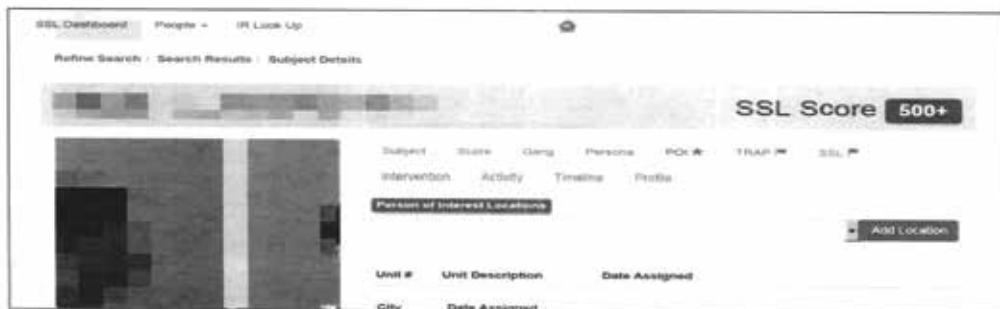 SSL Dashboard People IR Look Up
Refine Search Search Results Subject Details
SSL Score 500+
Subject Score Gang Persona POI TRAP SSL
Intervention Activity Timeline Profile
Person of Interest Locations
Add Location
Unit # Unit Description Date Assigned
City Date Assigned